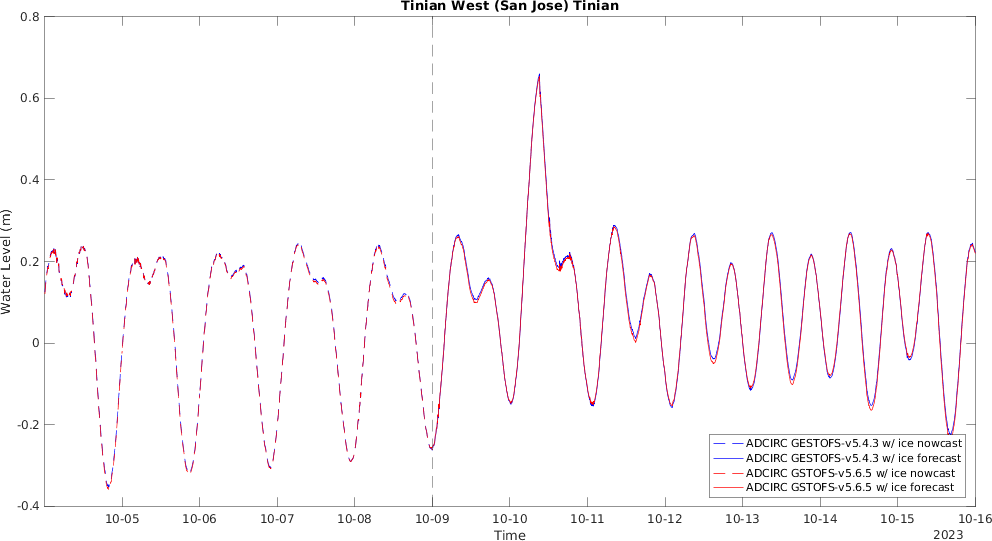 Tinian West (San Jose) Tinian
0.8
0.6
0.4
0.2
0
-0.2
-0.4
Water Level (m)
ADCIRC GESTOFS-v5.4.3 w/ ice nowcast
ADCIRC GESTOFS-v5.4.3 w/ ice forecast
ADCIRC GSTOFS-v5.6.5 w/ ice nowcast
ADCIRC GSTOFS-v5.6.5 w/ ice forecast
10-05 10-06 10-07 10-08 10-09 10-10 10-11 10-12 10-13 10-14 10-15 10-16
Time
2023